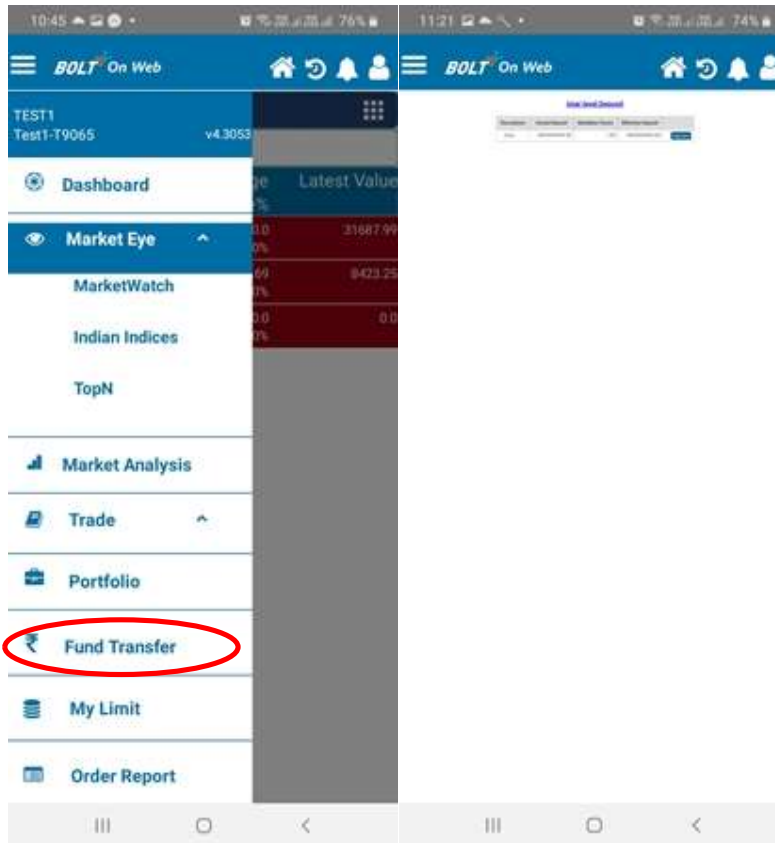 10:45
76%
BOLT On Web
TEST1
Test1-T9065 v4.3053
Dashboard
Latest Value
Market Eye
31687.99
MarketWatch
8423.25
0.0
Indian Indices
TopN
Market Analysis
Trade
Portfolio
₹ Fund Transfer
My Limit
Order Report
11:21
74%
BOLT On Web